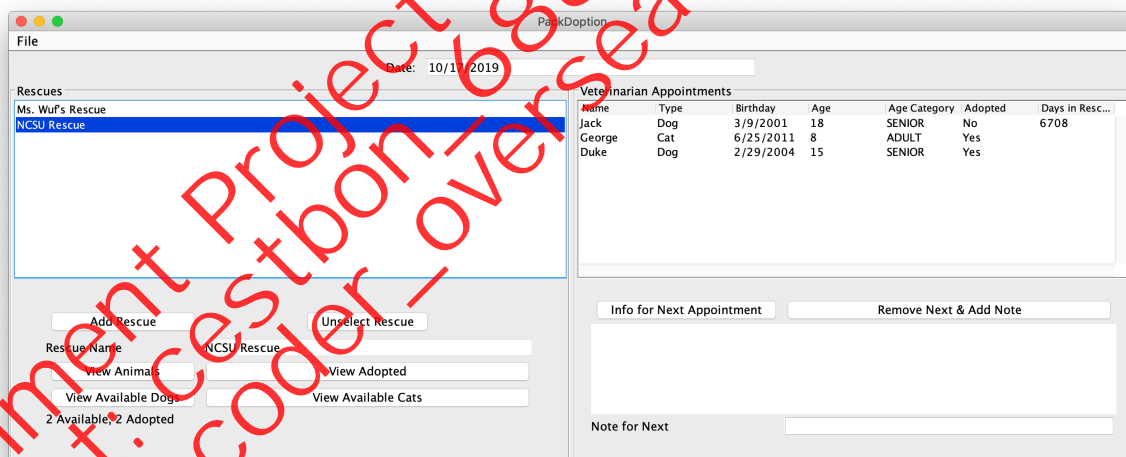 PackDoption
File
Date: 10/17/2019
Rescues
Ms. Wuf's Rescue
NCSU Rescue
Add Rescue Unselect Rescue
Rescue Name NCSU Rescue
View Animals View Adopted
View Available Dogs View Available Cats
2 Available, 2 Adopted
Veterinarian Appointments
Name Type Birthday Age Age Category Adopted Days in Resc...
Jack Dog 3/9/2001 18 SENIOR No 6708
George Cat 6/25/2011 8 ADULT Yes
Duke Dog 2/29/2004 15 SENIOR Yes
Info for Next Appointment Remove Next & Add Note
Note for Next
Project
cestbon_68
coder_oversea